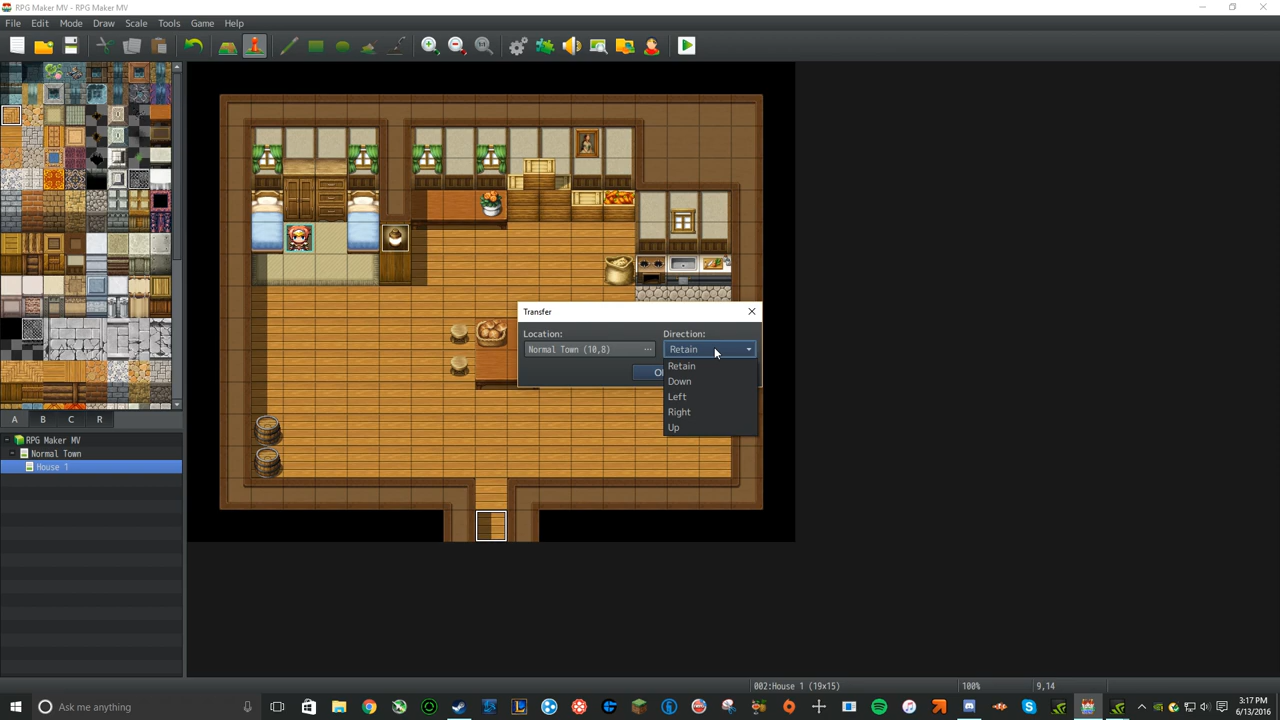 RPG Maker MV - RPG Maker MV
File Edit Mode Draw Scale Tools Game Help
Transfer
Location: Direction:
Normal Town (10,8) ... Retain
Retain
Down
Left
Right
Up
A B C R
RPG Maker MV
Normal Town
House 1
002:House 1 (19x15) 100% 9,14
Ask me anything
3:17 PM
6/13/2016